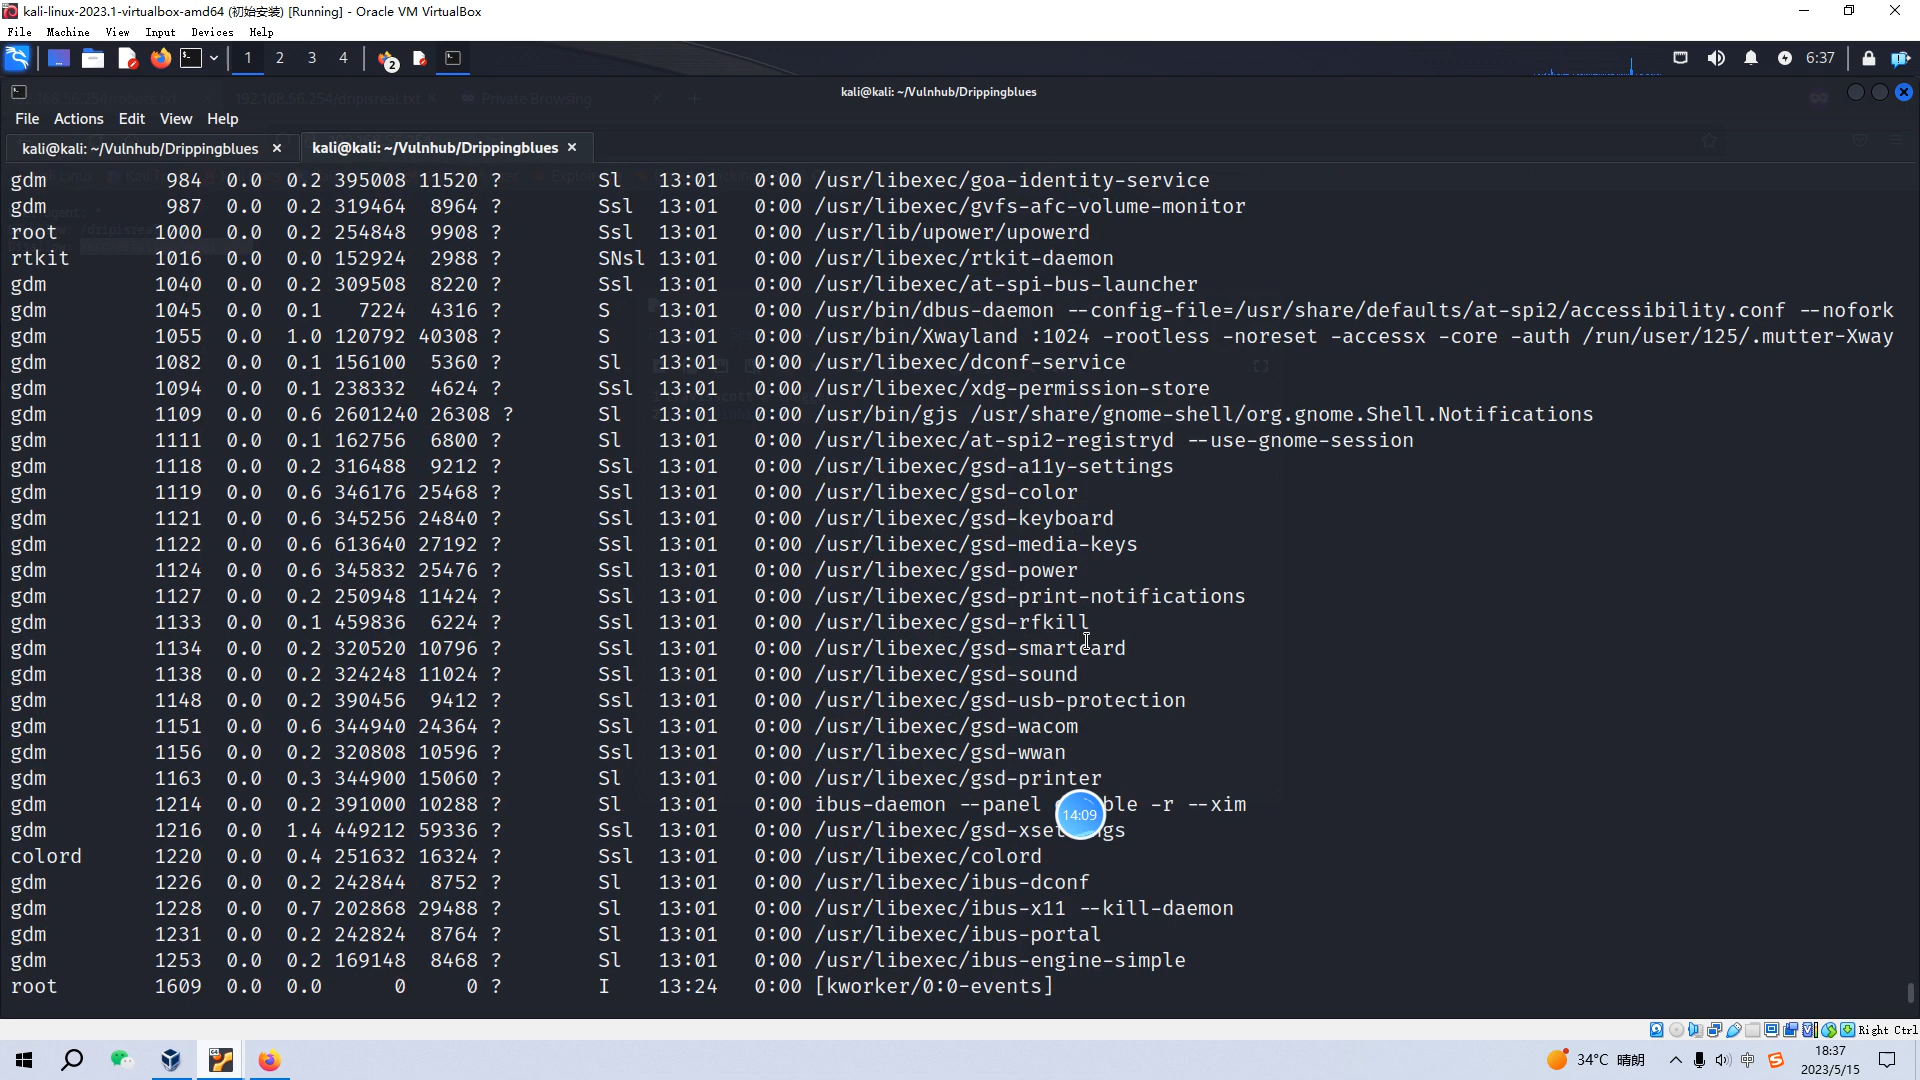 kali-linux-2023.1-virtualbox-amd64 (初始安装) [Running] - Oracle VM VirtualBox
File Machine View Input Devices Help
1 2 3 4 2 6:37
kali@kali: ~/Vulnhub/Drippingblues
File Actions Edit View Help
kali@kali: ~/Vulnhub/Drippingblues × kali@kali: ~/Vulnhub/Drippingblues ×
gdm 984 0.0 0.2 395008 11520 ? Sl 13:01 0:00 /usr/libexec/goa-identity-service
gdm 987 0.0 0.2 319464 8964 ? Ssl 13:01 0:00 /usr/libexec/gvfs-afc-volume-monitor
root 1000 0.0 0.2 254848 9908 ? Ssl 13:01 0:00 /usr/lib/upower/upowerd
rtkit 1016 0.0 0.0 152924 2988 ? SNsl 13:01 0:00 /usr/libexec/rtkit-daemon
gdm 1040 0.0 0.2 309508 8220 ? Ssl 13:01 0:00 /usr/libexec/at-spi-bus-launcher
gdm 1045 0.0 0.1 7224 4316 ? S 13:01 0:00 /usr/bin/dbus-daemon --config-file=/usr/share/defaults/at-spi2/accessibility.conf --nofork
gdm 1055 0.0 1.0 120792 40308 ? S 13:01 0:00 /usr/bin/Xwayland :1024 -rootless -noreset -accessx -core -auth /run/user/125/.mutter-Xway
gdm 1082 0.0 0.1 156100 5360 ? Sl 13:01 0:00 /usr/libexec/dconf-service
gdm 1094 0.0 0.1 238332 4624 ? Ssl 13:01 0:00 /usr/libexec/xdg-permission-store
gdm 1109 0.0 0.6 2601240 26308 ? Sl 13:01 0:00 /usr/bin/gjs /usr/share/gnome-shell/org.gnome.Shell.Notifications
gdm 1111 0.0 0.1 162756 6800 ? Sl 13:01 0:00 /usr/libexec/at-spi2-registryd --use-gnome-session
gdm 1118 0.0 0.2 316488 9212 ? Ssl 13:01 0:00 /usr/libexec/gsd-a11y-settings
gdm 1119 0.0 0.6 346176 25468 ? Ssl 13:01 0:00 /usr/libexec/gsd-color
gdm 1121 0.0 0.6 345256 24840 ? Ssl 13:01 0:00 /usr/libexec/gsd-keyboard
gdm 1122 0.0 0.6 613640 27192 ? Ssl 13:01 0:00 /usr/libexec/gsd-media-keys
gdm 1124 0.0 0.6 345832 25476 ? Ssl 13:01 0:00 /usr/libexec/gsd-power
gdm 1127 0.0 0.2 250948 11424 ? Ssl 13:01 0:00 /usr/libexec/gsd-print-notifications
gdm 1133 0.0 0.1 459836 6224 ? Ssl 13:01 0:00 /usr/libexec/gsd-rfkill
gdm 1134 0.0 0.2 320520 10796 ? Ssl 13:01 0:00 /usr/libexec/gsd-smartcard
gdm 1138 0.0 0.2 324248 11024 ? Ssl 13:01 0:00 /usr/libexec/gsd-sound
gdm 1148 0.0 0.2 390456 9412 ? Ssl 13:01 0:00 /usr/libexec/gsd-usb-protection
gdm 1151 0.0 0.6 344940 24364 ? Ssl 13:01 0:00 /usr/libexec/gsd-wacom
gdm 1156 0.0 0.2 320808 10596 ? Ssl 13:01 0:00 /usr/libexec/gsd-wwan
gdm 1163 0.0 0.3 344900 15060 ? Sl 13:01 0:00 /usr/libexec/gsd-printer
gdm 1214 0.0 0.2 391000 10288 ? Sl 13:01 0:00 ibus-daemon --panel -r --xim
14:09
gdm 1216 0.0 1.4 449212 59336 ? Ssl 13:01 0:00 /usr/libexec/gsd-xsettings
colord 1220 0.0 0.4 251632 16324 ? Ssl 13:01 0:00 /usr/libexec/colord
gdm 1226 0.0 0.2 242844 8752 ? Sl 13:01 0:00 /usr/libexec/ibus-dconf
gdm 1228 0.0 0.7 202868 29488 ? Sl 13:01 0:00 /usr/libexec/ibus-x11 --kill-daemon
gdm 1231 0.0 0.2 242824 8764 ? Sl 13:01 0:00 /usr/libexec/ibus-portal
gdm 1253 0.0 0.2 169148 8468 ? Sl 13:01 0:00 /usr/libexec/ibus-engine-simple
root 1609 0.0 0.0 0 0 ? I 13:24 0:00 [kworker/0:0-events]
Right Ctrl
34°C 晴朗 中 18:37
2023/5/15